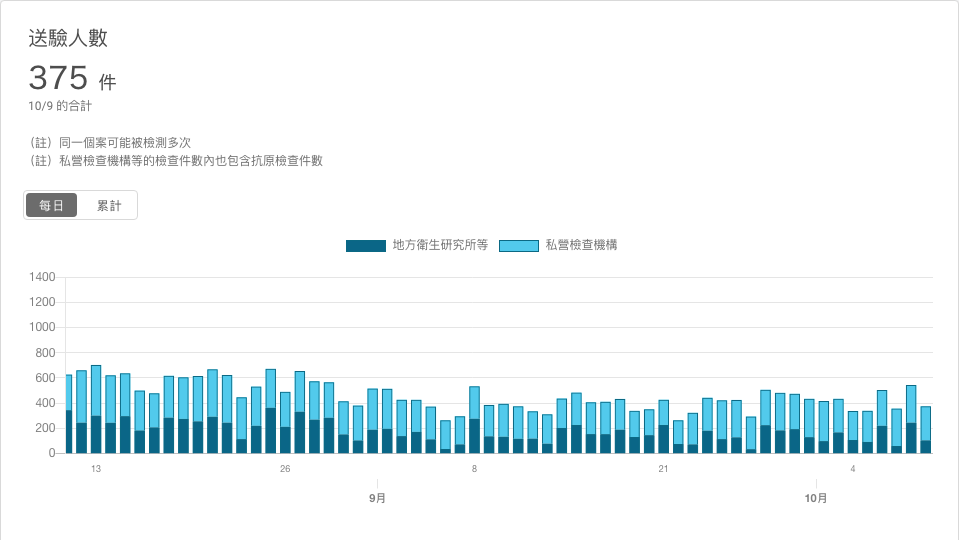 送驗人數
375 件
10/9 的合計
（註）同一個案可能被檢測多次
（註）私營檢查機構等的檢查件數內也包含抗原檢查件數
每日 累計
地方衛生研究所等 私營檢查機構
1400
1200
1000
800
600
400
200
0
13 26 8 21 4
9月 10月